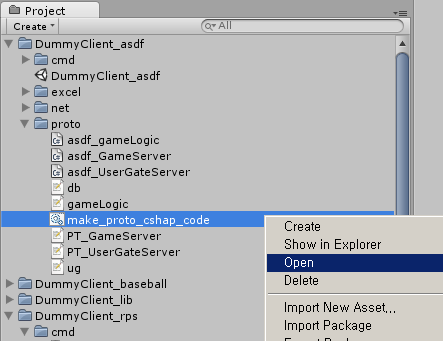 Project
Create
All
DummyClient_asdf
cmd
DummyClient_asdf
excel
net
proto
asdf_gameLogic
asdf_GameServer
asdf_UserGateServer
db
gameLogic
make_proto_cshap_code
PT_GameServer
PT_UserGateServer
ug
DummyClient_baseball
DummyClient_lib
DummyClient_rps
cmd
Create
Show in Explorer
Open
Delete
Import New Asset...
Import Package